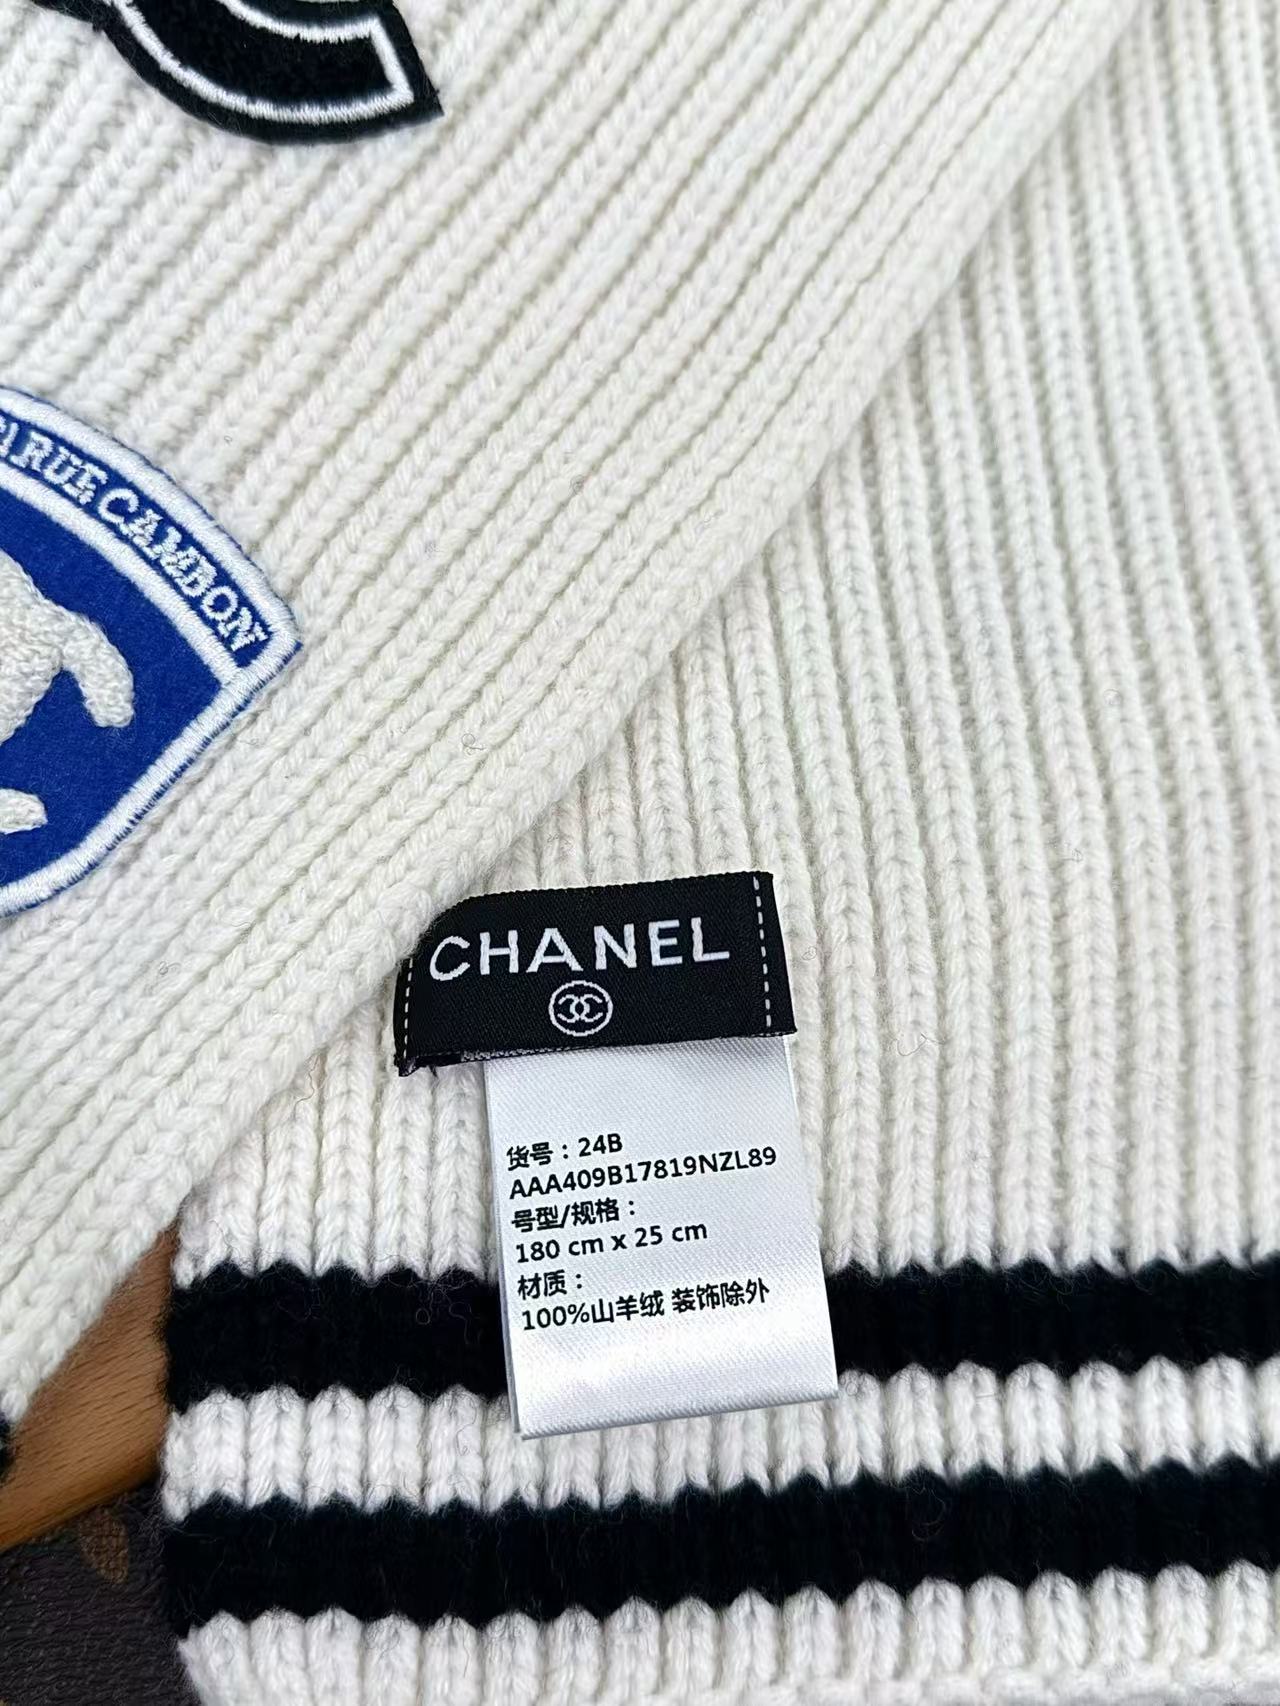 RUE CAMBON
CHANEL
货号：24B
AAA409B17819NZL89
号型/规格：
180 cm x 25 cm
材质：
100%山羊绒 装饰除外